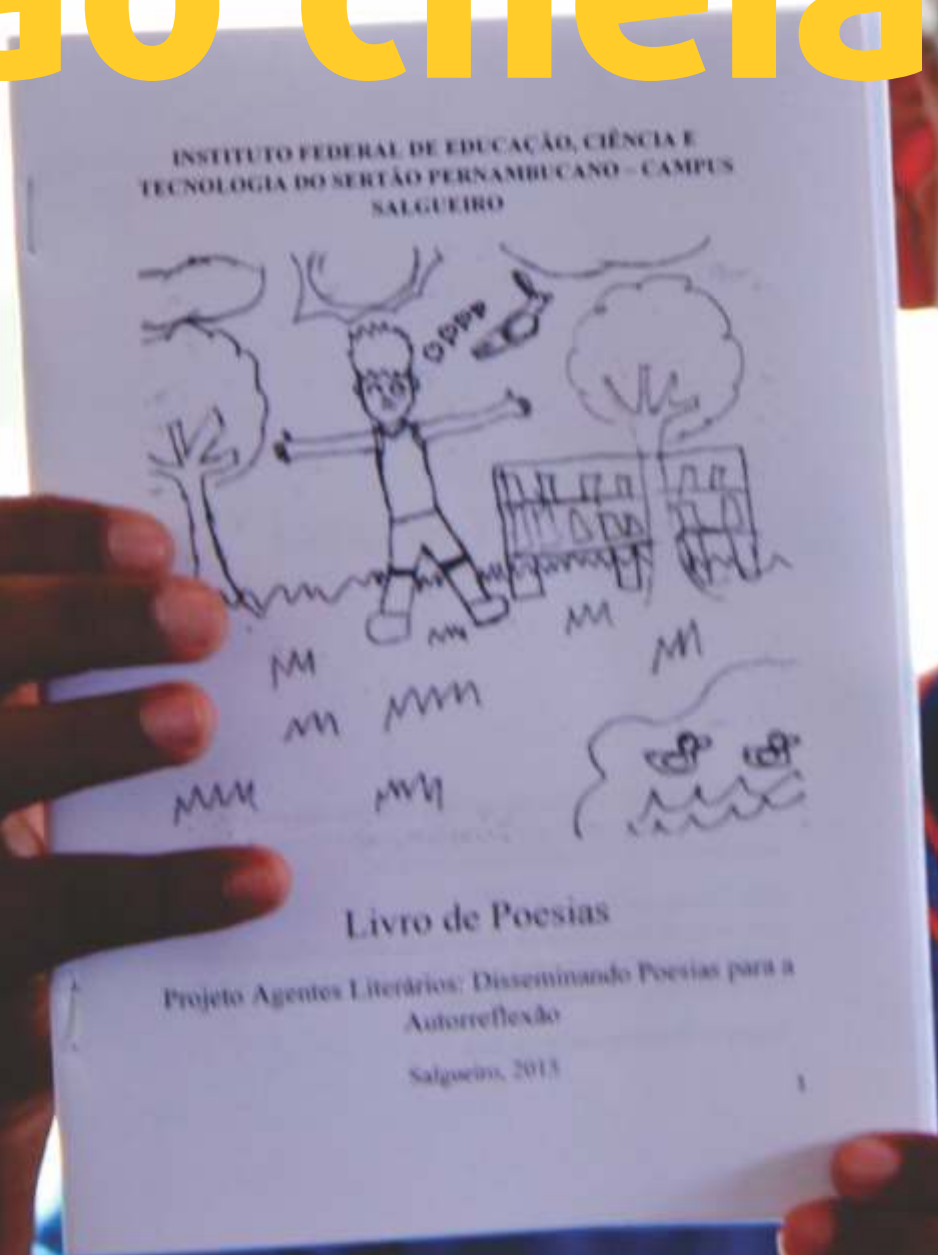 ão cheia
INSTITUTO FEDERAL DE EDUCAÇÃO, CIÊNCIA E
TECNOLOGIA DO SERTÃO PERNAMBUCANO – CAMPUS
SALGUEIRO
Livro de Poesias
Projeto Agentes Literários: Disseminando Poesias para a
Autorreflexão
Salgueiro, 2013
1